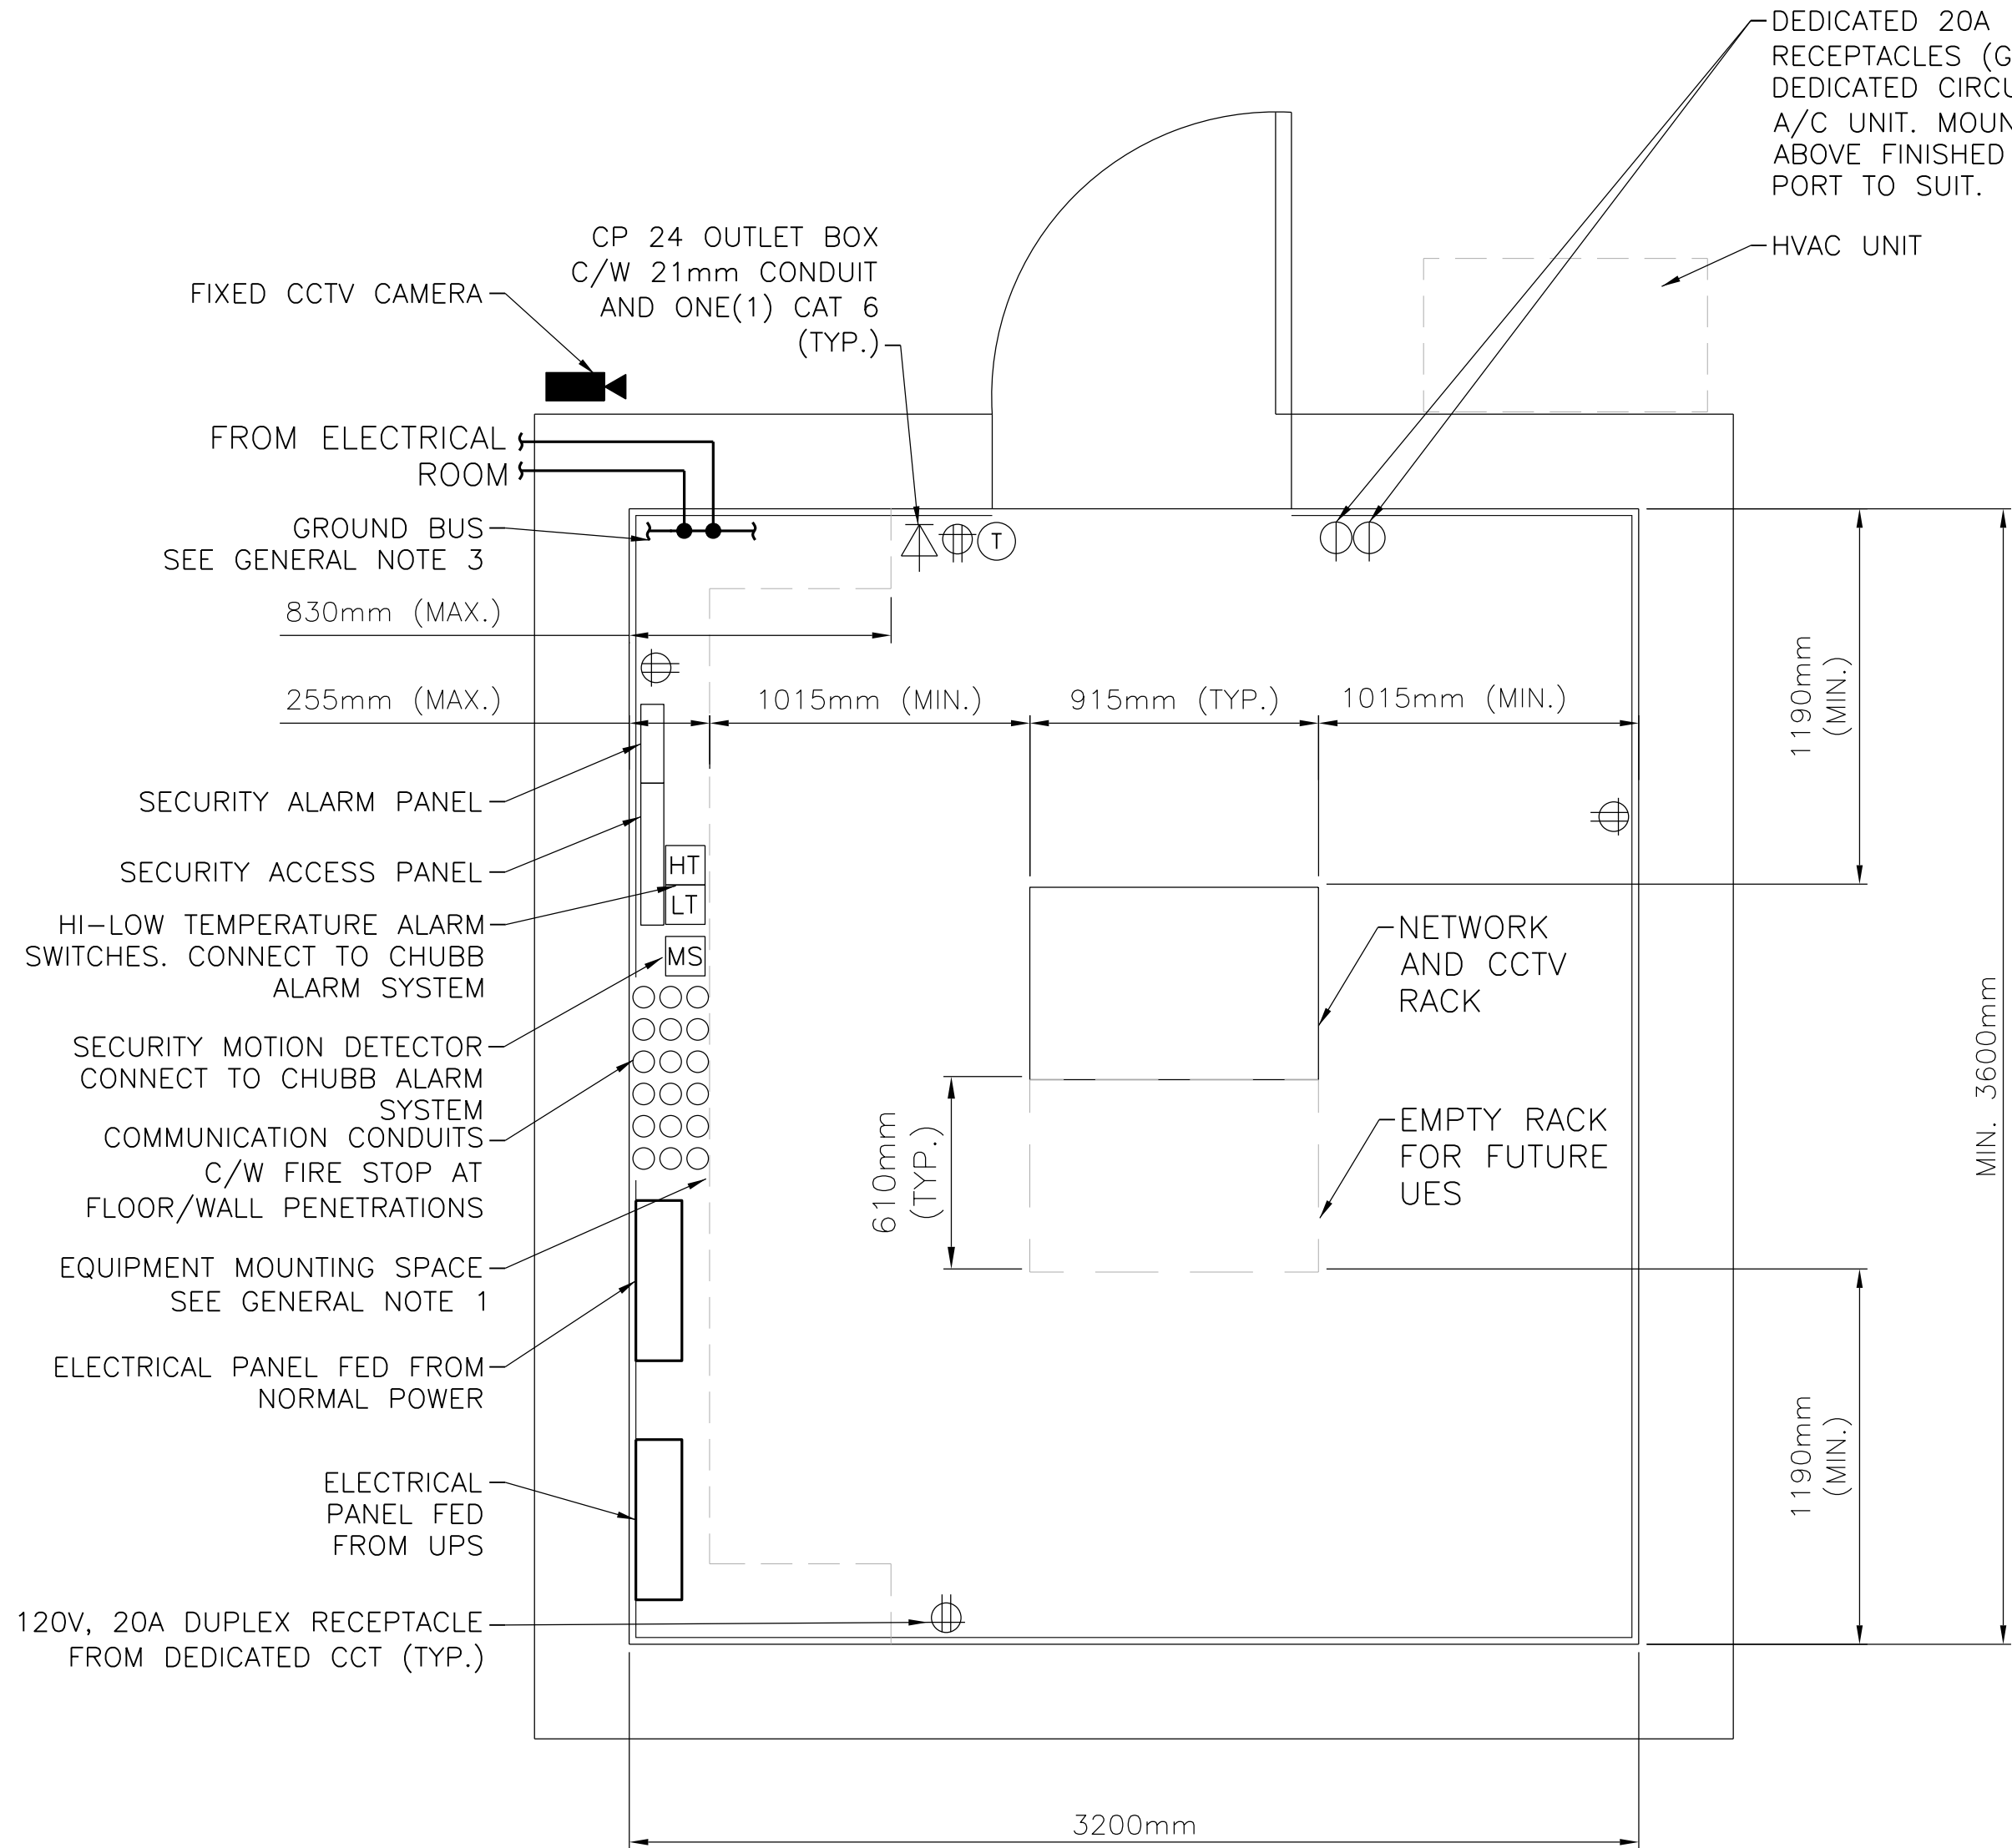 DEDICATED 20A
RECEPTACLES (G
DEDICATED
A/C UNIT.
ABOVE FINISHED
PORT TO SUIT.
HVAC UNIT
CP 24 OUTLET BOX
C/W 21mm CONDUIT
AND ONE(1) CAT 6
(TYP.)
FIXED CCTV CAMERA
FROM ELECTRICAL
ROOM
GROUND BUS
SEE GENERAL NOTE 3
T
830mm (MAX.)
255mm (MAX.)
1015mm (MIN.)
915mm (TYP.)
1015mm (MIN.)
1190mm
(MIN.)
SECURITY ALARM PANEL
SECURITY ACCESS PANEL
HT
LT
HI-LOW TEMPERATURE ALARM
SWITCHES. CONNECT TO CHUBB
ALARM SYSTEM
MS
NETWORK
AND CCTV
RACK
SECURITY MOTION DETECTOR
CONNECT TO CHUBB ALARM
SYSTEM
COMMUNICATION CONDUITS
C/W FIRE STOP AT
FLOOR/WALL PENETRATIONS
MIN. 3600mm
610mm
(TYP.)
EMPTY RACK
FOR FUTURE
UES
EQUIPMENT MOUNTING SPACE
SEE GENERAL NOTE 1
ELECTRICAL PANEL FED FROM
NORMAL POWER
1190mm
(MIN.)
ELECTRICAL
PANEL FED
FROM UPS
120V, 20A DUPLEX RECEPTACLE
FROM DEDICATED CCT (TYP.)
3200mm